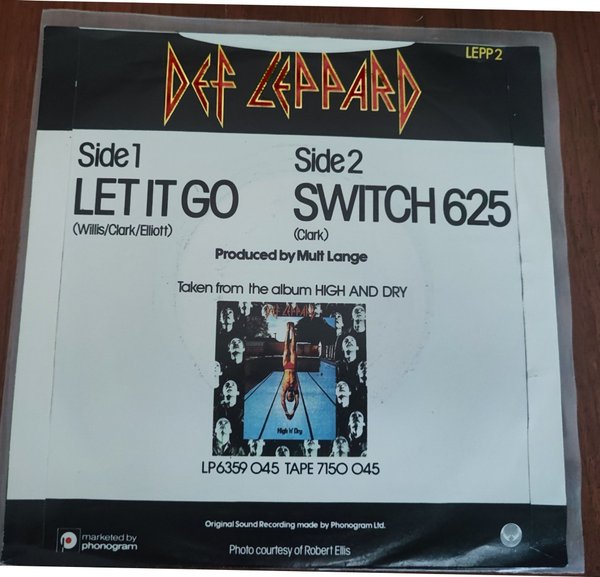 DEF LEPPARD
LEPP 2
Side 1
LET IT GO
(Willis/Clark/Elliott)
Side 2
SWITCH 625
(Clark)
Produced by Mutt Lange
Taken from the album HIGH AND DRY
DEF LEPPARD
High 'n' Dry
LP6359 045 TAPE 7150 045
Original Sound Recording made by Phonogram Ltd.
marketed by
phonogram
Photo courtesy of Robert Ellis